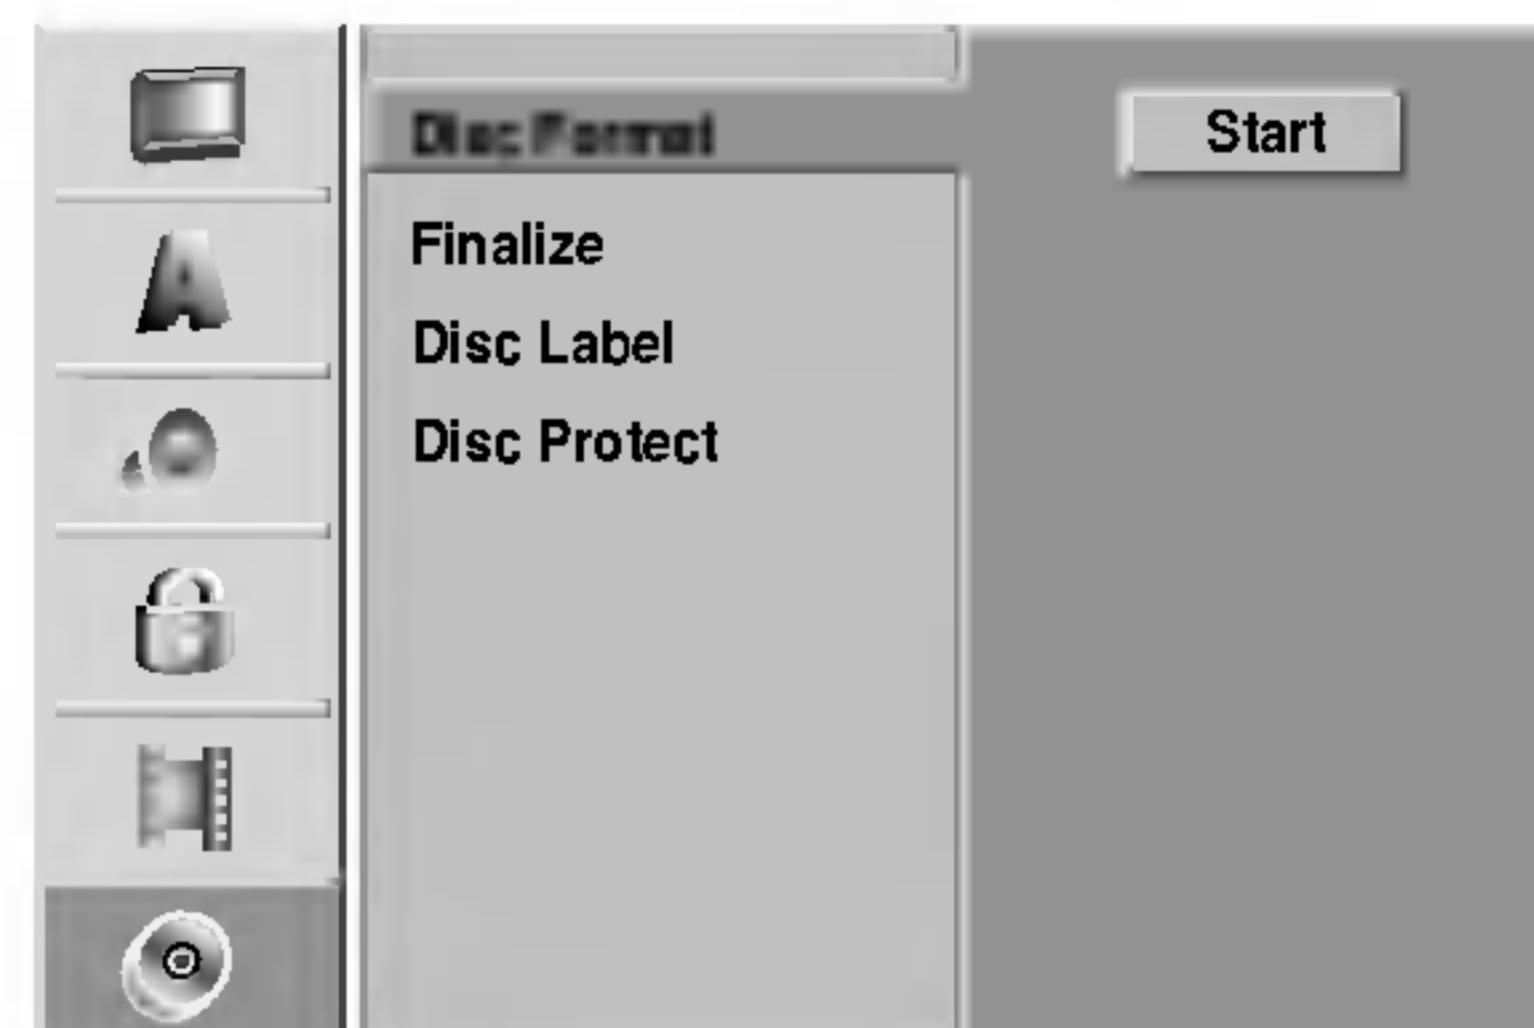 Disc Format
Start
Finalize
Disc Label
Disc Protect